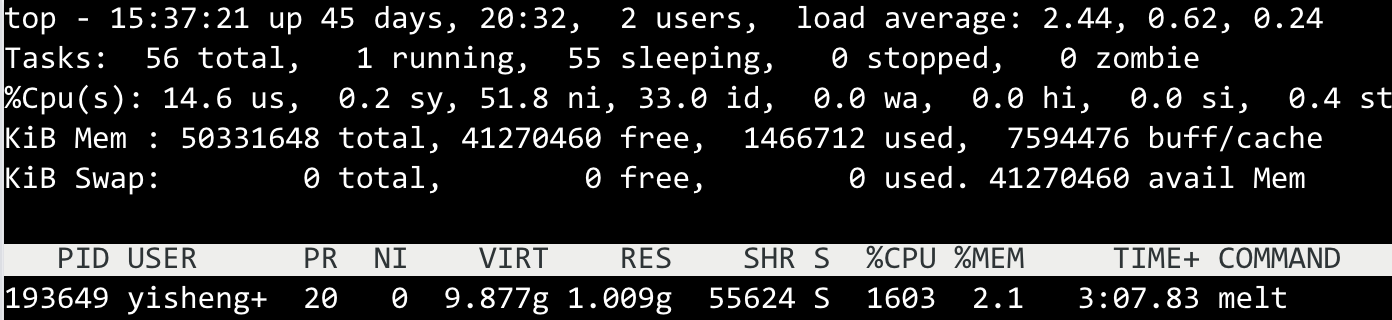 top - 15:37:21 up 45 days, 20:32,  2 users,  load average: 2.44, 0.62, 0.24
Tasks:  56 total,   1 running,  55 sleeping,   0 stopped,   0 zombie
%Cpu(s): 14.6 us,  0.2 sy, 51.8 ni, 33.0 id,  0.0 wa,  0.0 hi,  0.0 si,  0.4 st
KiB Mem : 50331648 total, 41270460 free,  1466712 used,  7594476 buff/cache
KiB Swap:        0 total,        0 free,        0 used. 41270460 avail Mem
   PID USER      PR  NI    VIRT    RES    SHR S  %CPU %MEM     TIME+ COMMAND
193649 yisheng+  20   0  9.877g 1.009g  55624 S  1603  2.1   3:07.83 melt